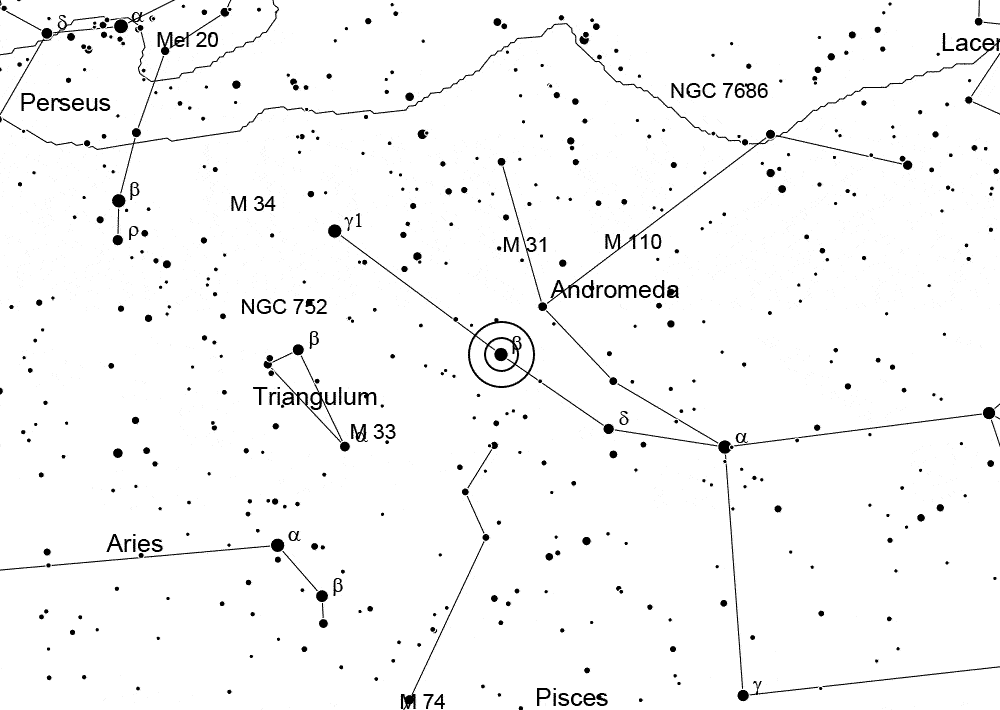 δ
α
Mel 20
Lacer
NGC 7686
Perseus
β
M 34
γ1
ρ
M 31
M 110
Andromeda
NGC 752
β
β
Triangulum
δ
M 33
α
α
Aries
α
β
γ
M 74
Pisces